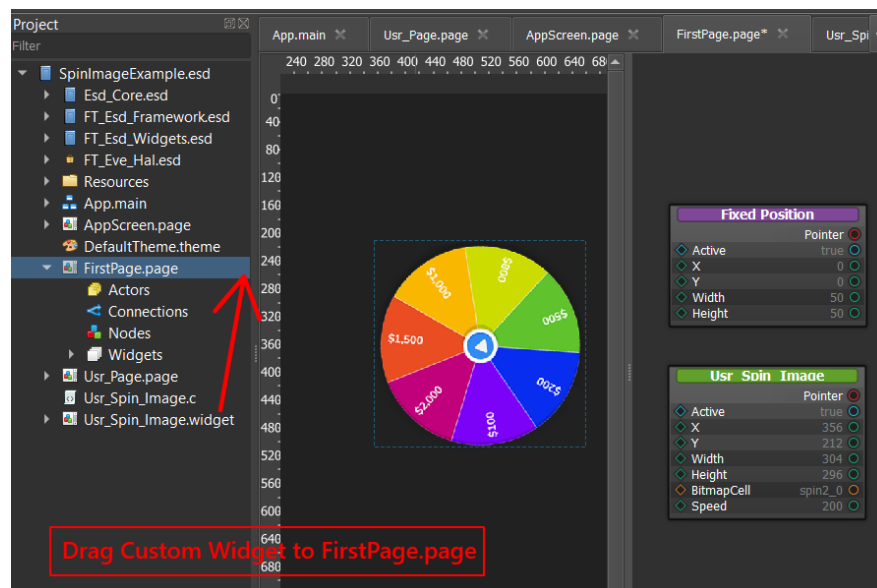 Project
Filter
SpinImageExample.esd
Esd_Core.esd
FT_Esd_Framework.esd
FT_Esd_Widgets.esd
FT_Eve_Hal.esd
Resources
App.main
AppScreen.page
DefaultTheme.theme
FirstPage.page
Actors
Connections
Nodes
Widgets
Usr_Page.page
Usr_Spin_Image.c
Usr_Spin_Image.widget
App.main
Usr_Page.page
AppScreen.page
FirstPage.page*
Usr_Spi
240 280 320 360 400 440 480 520 560 600 640 68
0
40
80
120
160
200
240
280
320
360
400
440
480
520
560
600
640
680
$1,000
$800
$500
$1,500
$200
$2,000
$100
Fixed Position
Pointer
Active true
X 0
Y 0
Width 50
Height 50
Usr_Spin_Image
Pointer
Active true
X 356
Y 212
Width 304
Height 296
BitmapCell spin2_0
Speed 200
Drag Custom Widget to FirstPage.page